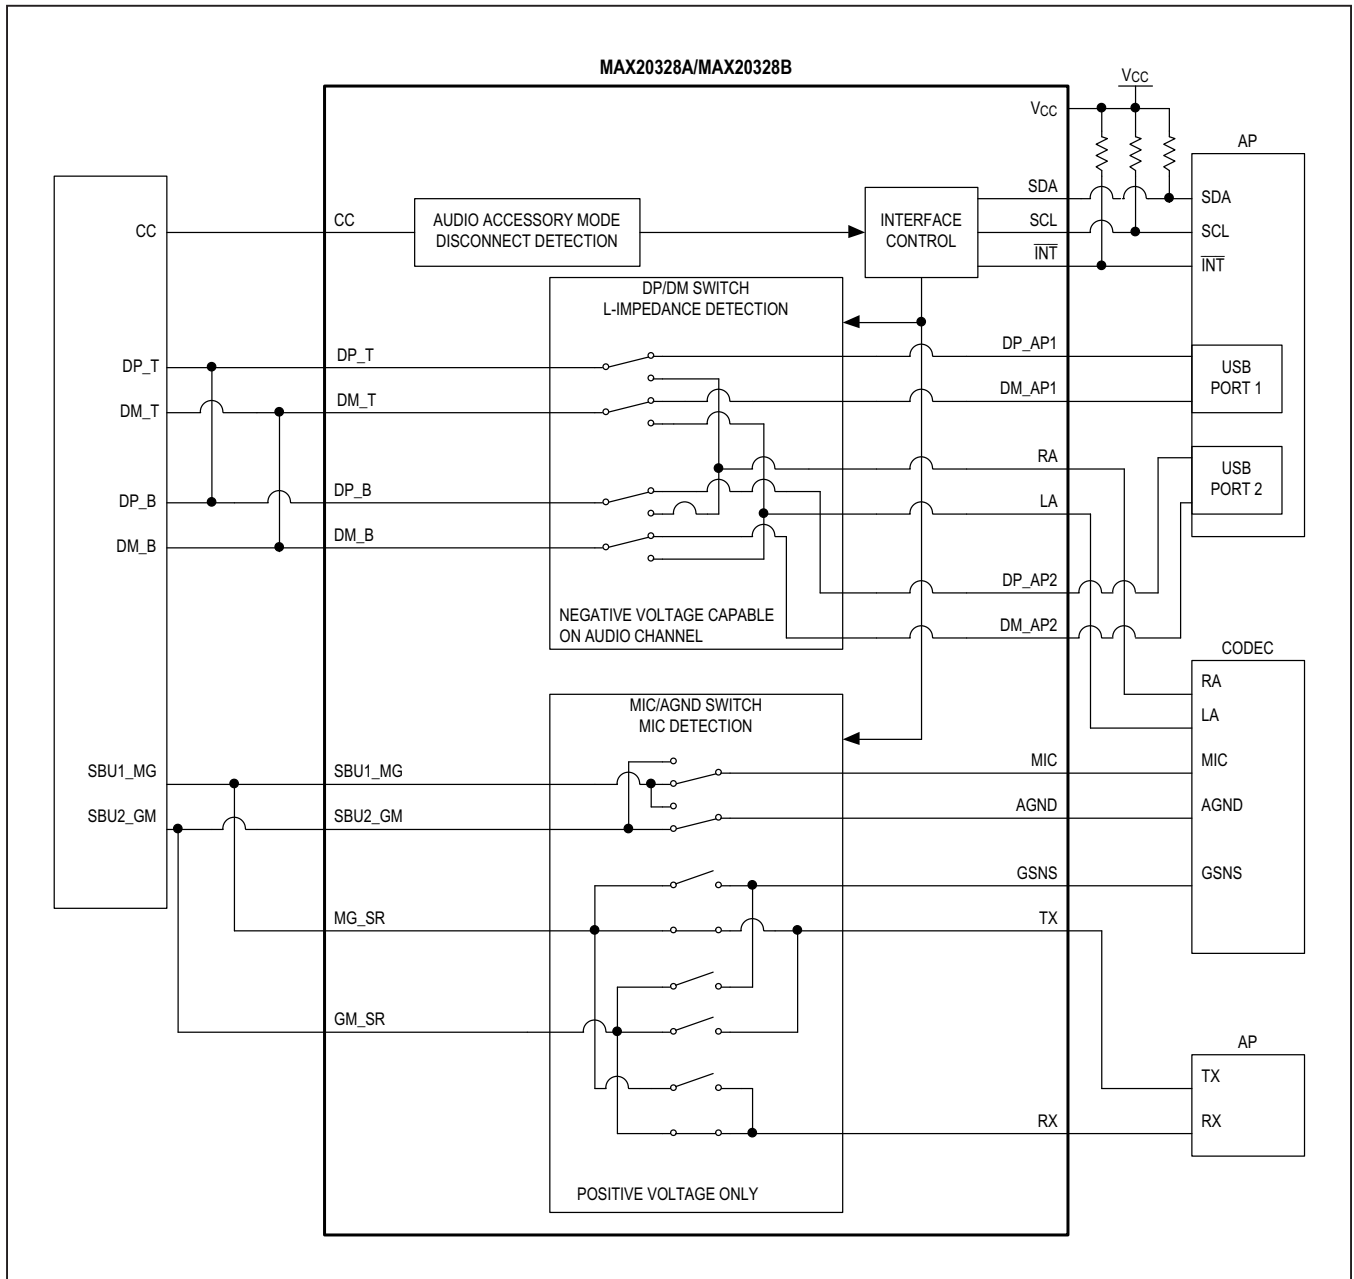 MAX20328A/MAX20328B
VCC
VCC
AP
SDA
SDA
CC
CC
AUDIO ACCESSORY MODE
DISCONNECT DETECTION
INTERFACE
CONTROL
SCL
SCL
INT
INT
DP/DM SWITCH
L-IMPEDANCE DETECTION
DP_T
DP_T
DP_AP1
USB
PORT 1
DM_T
DM_T
DM_AP1
RA
USB
PORT 2
DP_B
DP_B
LA
DM_B
DM_B
DP_AP2
NEGATIVE VOLTAGE CAPABLE
ON AUDIO CHANNEL
DM_AP2
CODEC
RA
MIC/AGND SWITCH
MIC DETECTION
LA
SBU1_MG
SBU1_MG
MIC
MIC
SBU2_GM
SBU2_GM
AGND
AGND
GSNS
GSNS
MG_SR
TX
GM_SR
AP
TX
RX
RX
POSITIVE VOLTAGE ONLY